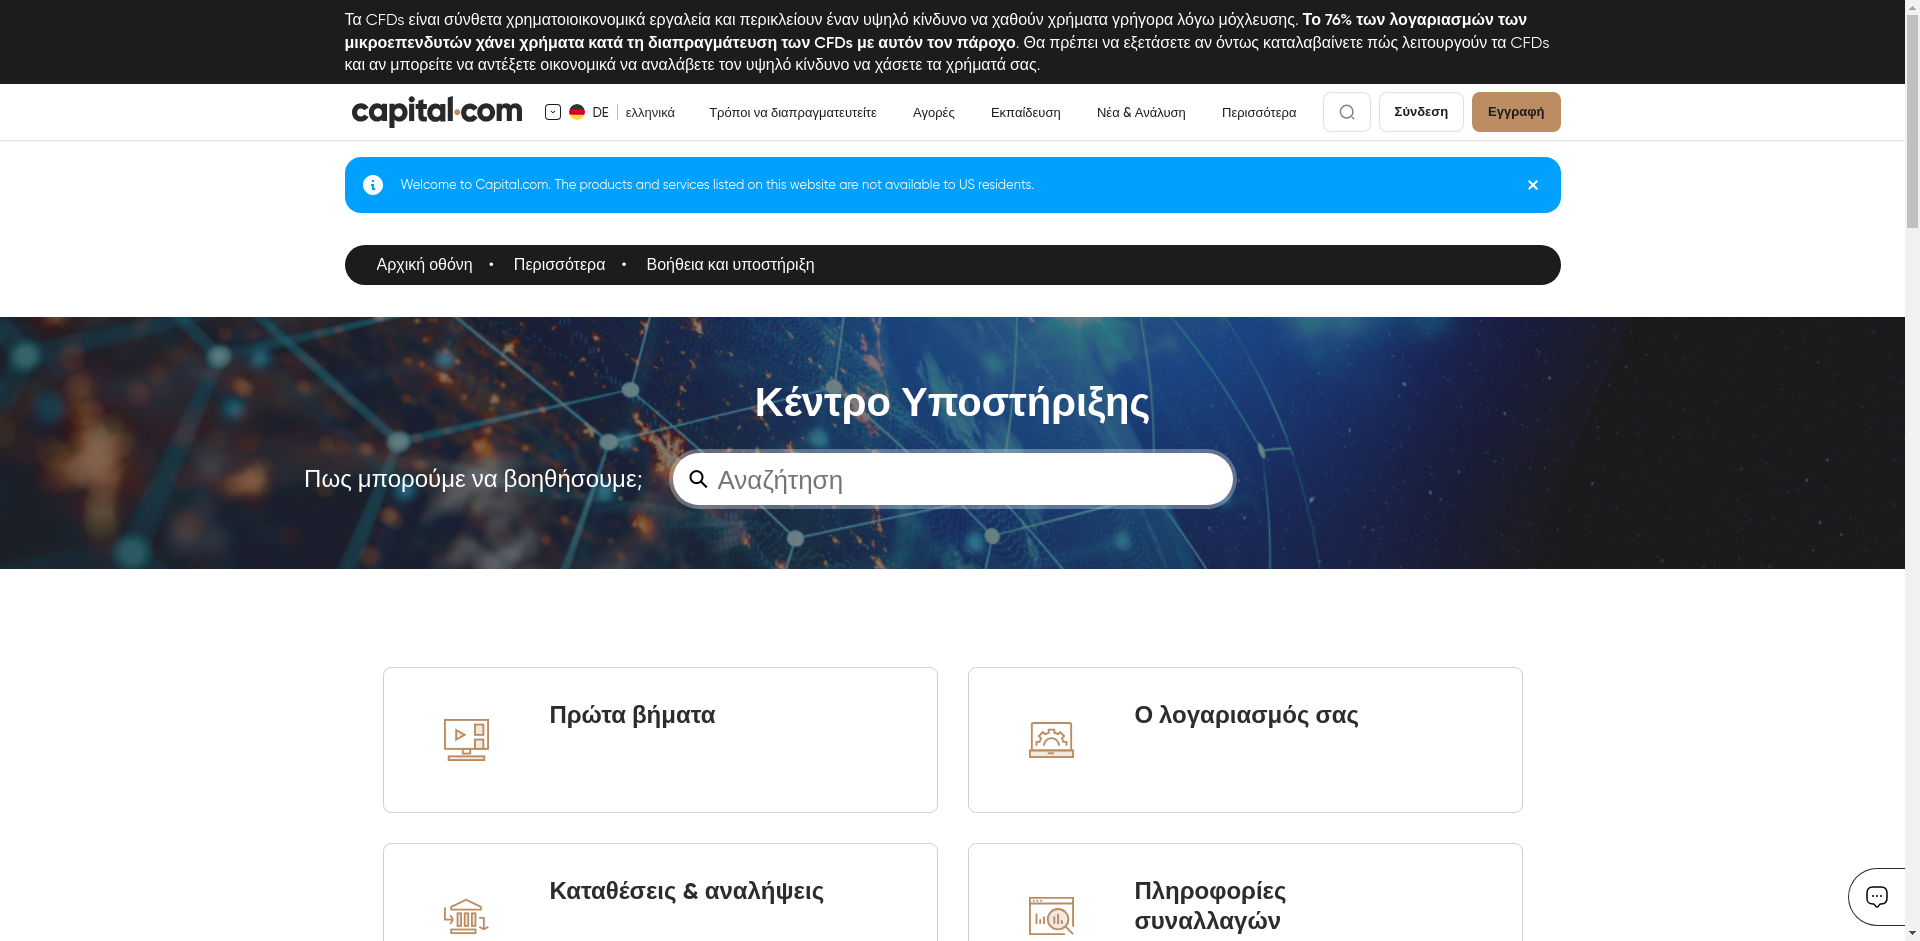 Τα CFDs είναι σύνθετα χρηματοιοικονομικά εργαλεία και περικλείουν έναν υψηλό κίνδυνο να χαθούν χρήματα γρήγορα λόγω μόχλευσης. Το 76% των λογαριασμών των
μικροεπενδυτών χάνει χρήματα κατά τη διαπραγμάτευση των CFDs με αυτόν τον πάροχο. Θα πρέπει να εξετάσετε αν όντως καταλαβαίνετε πώς λειτουργούν τα CFDs
και αν μπορείτε να αντέξετε οικονομικά να αναλάβετε τον υψηλό κίνδυνο να χάσετε τα χρήματά σας.
capital.com DE ελληνικά Τρόποι να διαπραγματευτείτε Αγορές Εκπαίδευση Νέα & Ανάλυση Περισσότερα Σύνδεση Εγγραφή
Welcome to Capital.com. The products and services listed on this website are not available to US residents.
Αρχική οθόνη • Περισσότερα • Βοήθεια και υποστήριξη
Κέντρο Υποστήριξης
Πως μπορούμε να βοηθήσουμε; Αναζήτηση
Πρώτα βήματα
Ο λογαριασμός σας
Καταθέσεις & αναλήψεις
Πληροφορίες
συναλλαγών